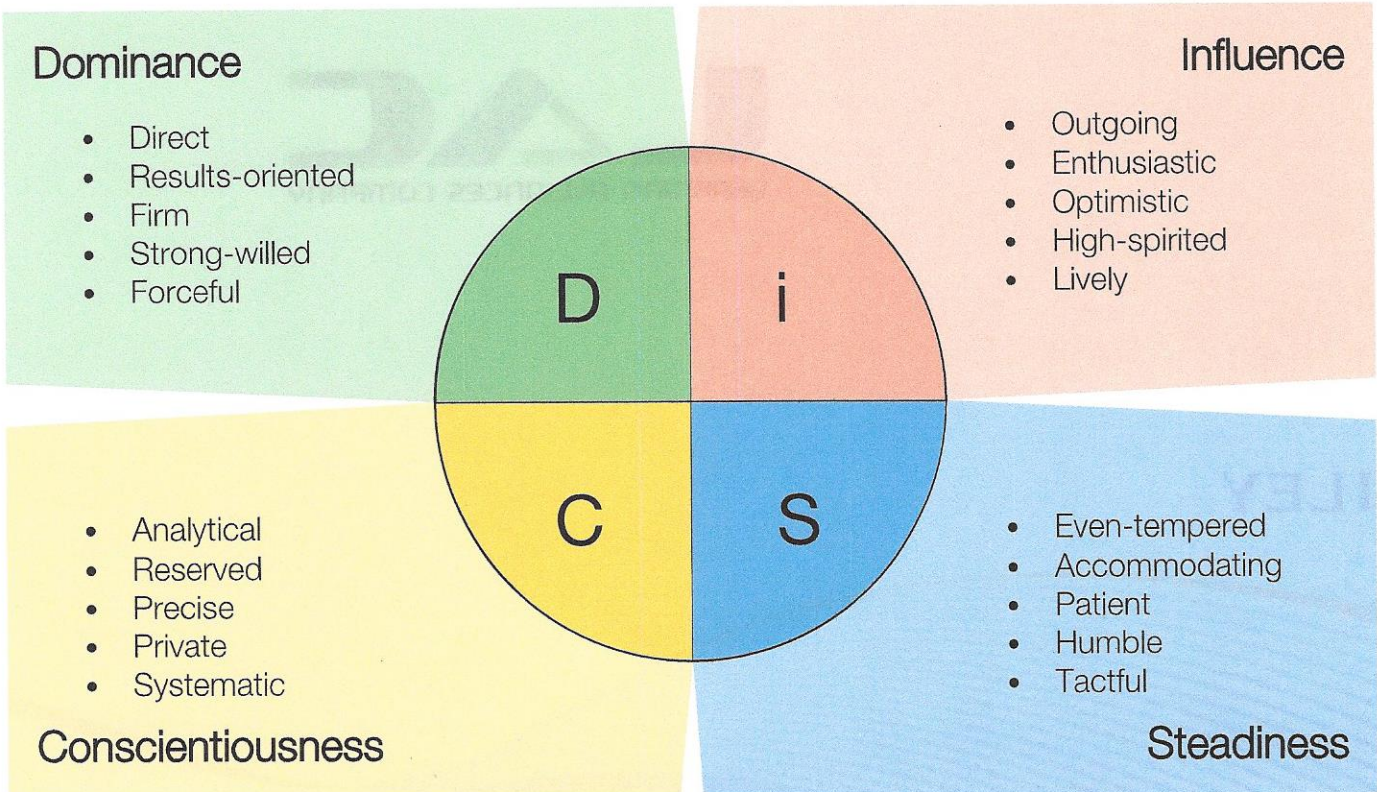 Dominance
• Direct
• Results-oriented
• Firm
• Strong-willed
• Forceful
Influence
• Outgoing
• Enthusiastic
• Optimistic
• High-spirited
• Lively
D
i
C
S
• Analytical
• Reserved
• Precise
• Private
• Systematic
Conscientiousness
• Even-tempered
• Accommodating
• Patient
• Humble
• Tactful
Steadiness